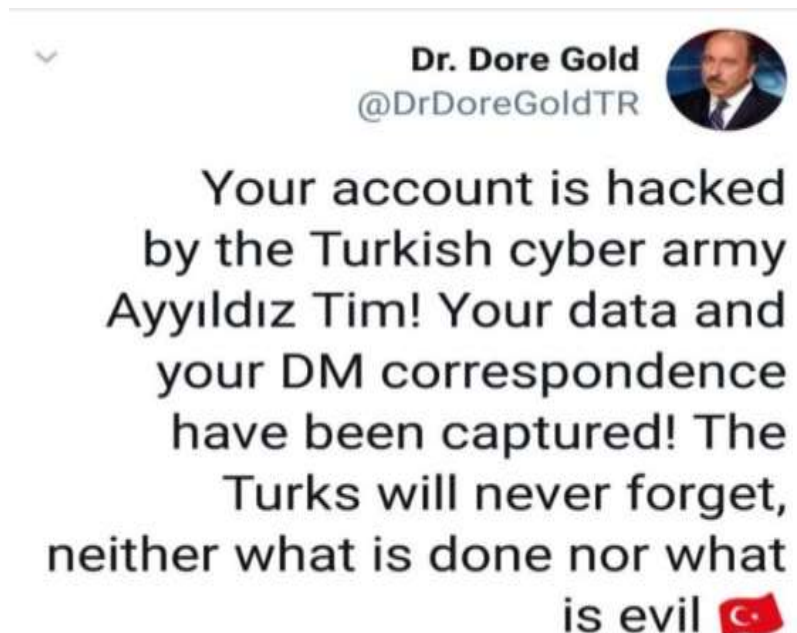 Dr. Dore Gold
@DrDoreGoldTR
Your account is hacked
by the Turkish cyber army
Ayyıldız Tim! Your data and
your DM correspondence
have been captured! The
Turks will never forget,
neither what is done nor what
is evil 🇹🇷